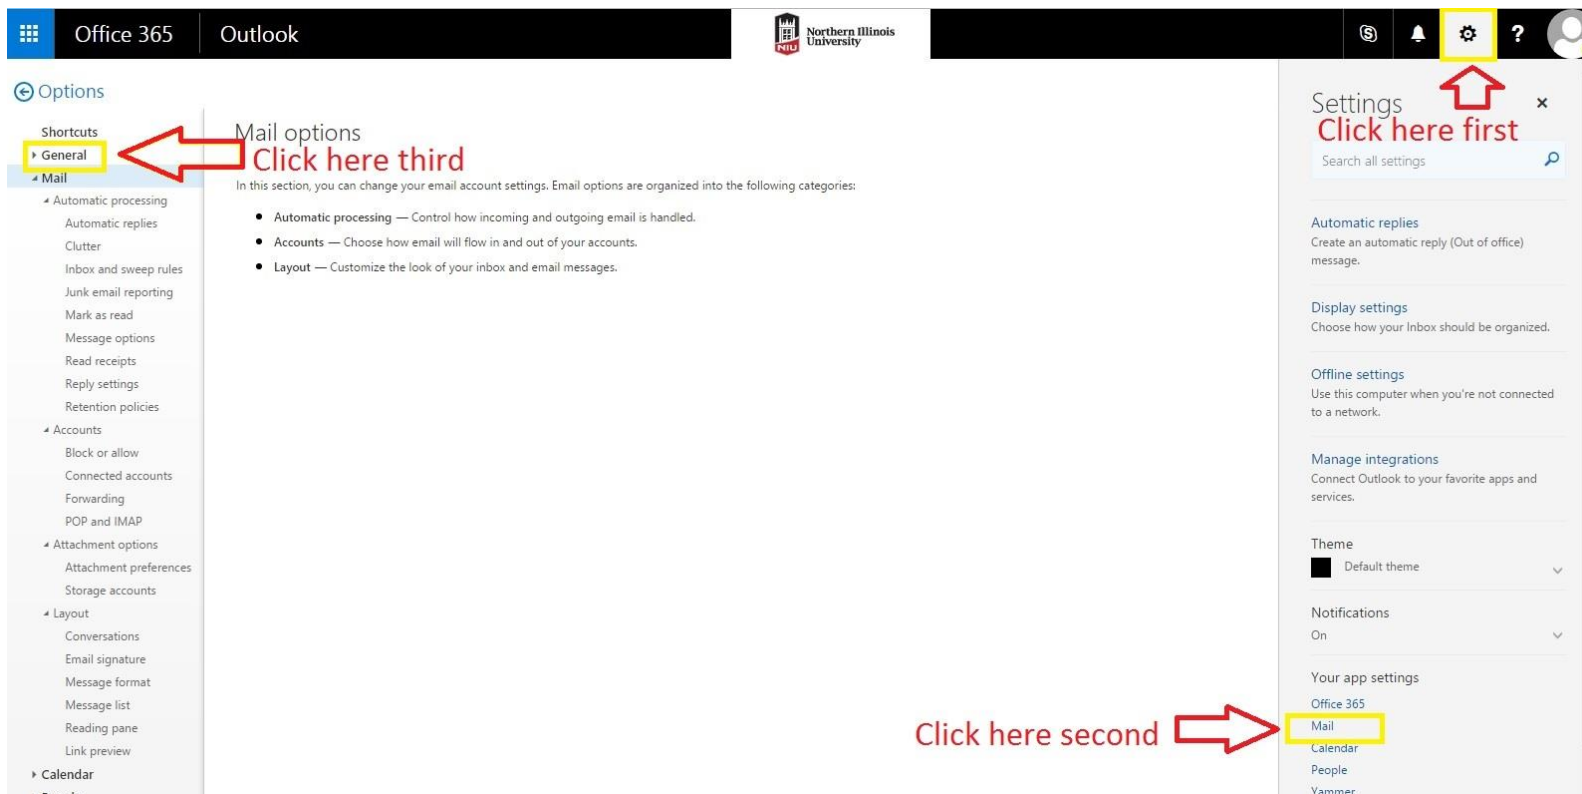 Office 365
Outlook
NIU
Northern Illinois
University
?
Options
Shortcuts
General
Mail
Automatic processing
Automatic replies
Clutter
Inbox and sweep rules
Junk email reporting
Mark as read
Message options
Read receipts
Reply settings
Retention policies
Accounts
Block or allow
Connected accounts
Forwarding
POP and IMAP
Attachment options
Attachment preferences
Storage accounts
Layout
Conversations
Email signature
Message format
Message list
Reading pane
Link preview
Calendar
Mail options
Click here third
In this section, you can change your email account settings. Email options are organized into the following categories:
Automatic processing — Control how incoming and outgoing email is handled.
Accounts — Choose how email will flow in and out of your accounts.
Layout — Customize the look of your inbox and email messages.
Click here second
Settings
Click here first
Search all settings
Automatic replies
Create an automatic reply (Out of office)
message.
Display settings
Choose how your Inbox should be organized.
Offline settings
Use this computer when you're not connected
to a network.
Manage integrations
Connect Outlook to your favorite apps and
services.
Theme
Default theme
Notifications
On
Your app settings
Office 365
Mail
Calendar
People
Yammer